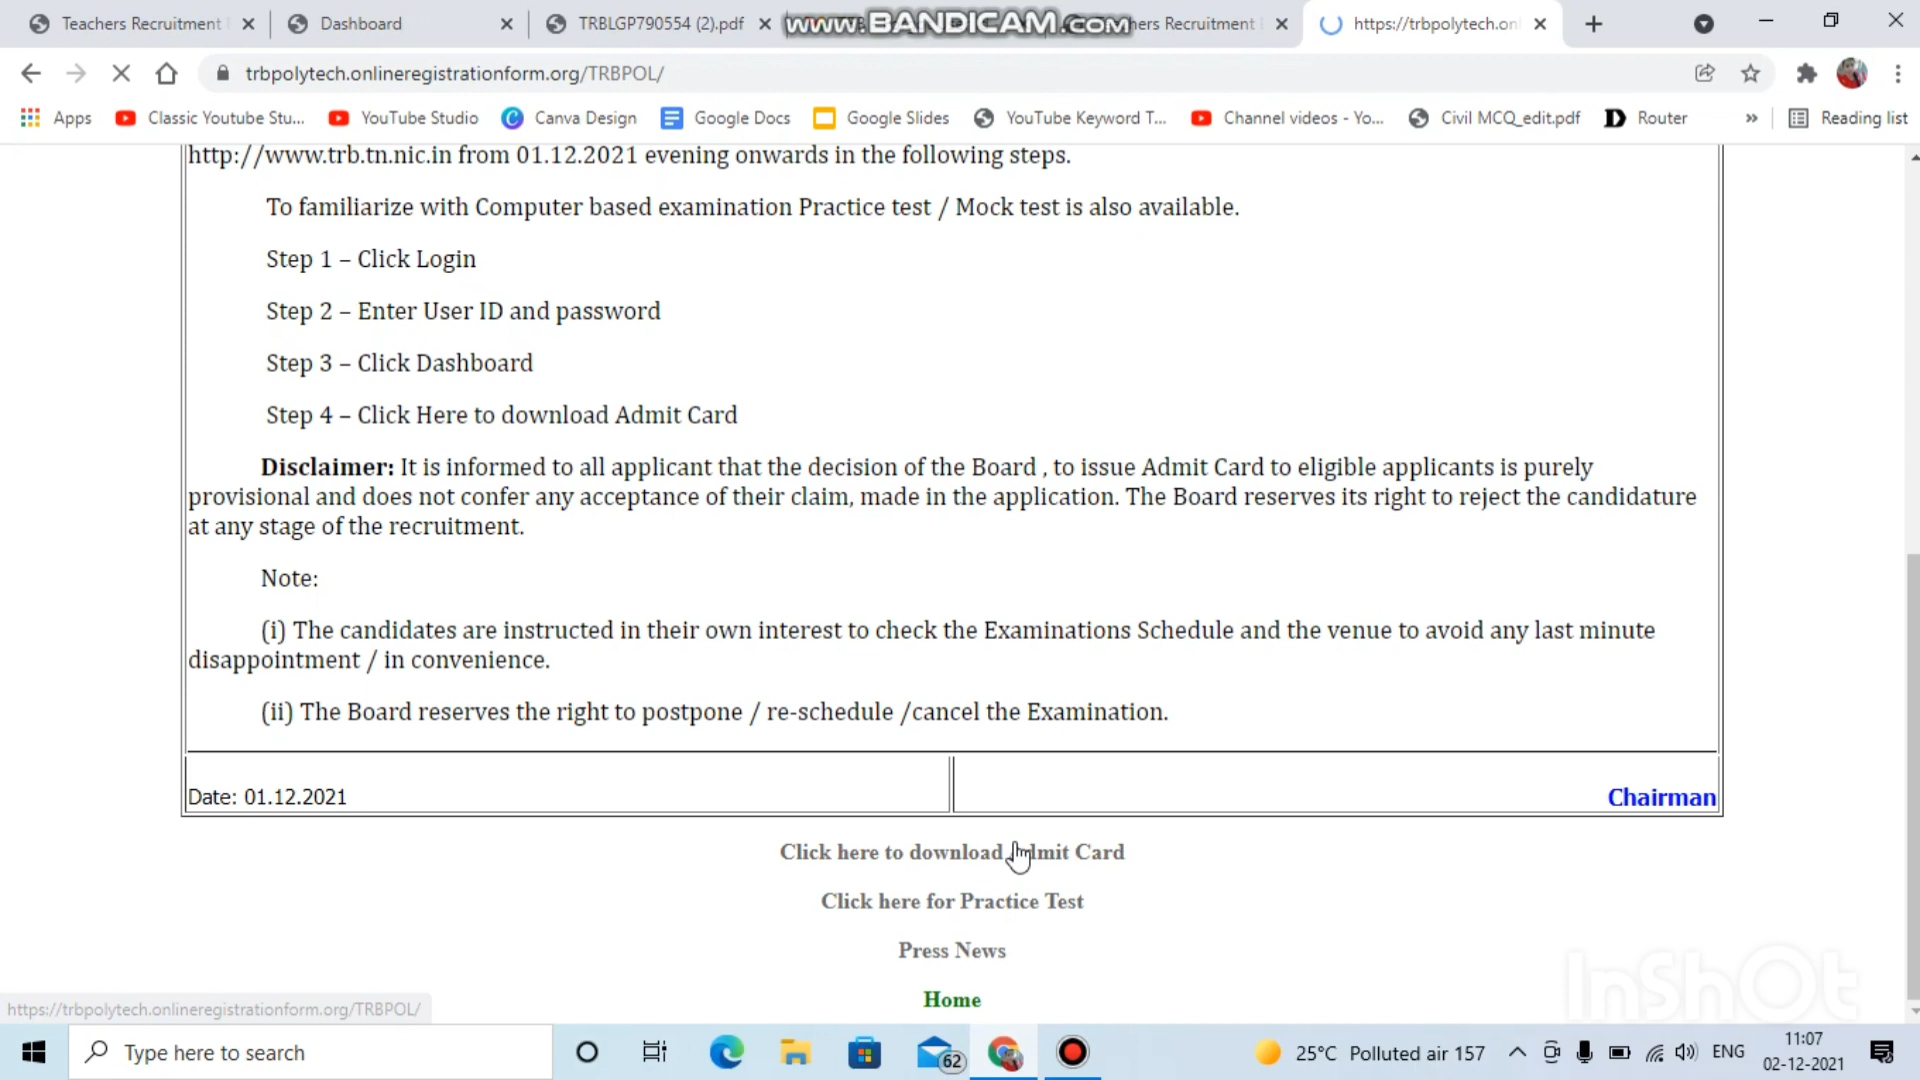 Teachers Recruitment
Dashboard
TRBLGP790554 (2).pdf
www.BANDICAM.com
hers Recruitment
https://trbpolytech.onl
trbpolytech.onlineregistrationform.org/TRBPOL/
Apps
Classic Youtube Stu...
YouTube Studio
Canva Design
Google Docs
Google Slides
YouTube Keyword T...
Channel videos - Yo...
Civil MCQ_edit.pdf
Router
»
Reading list
http://www.trb.tn.nic.in from 01.12.2021 evening onwards in the following steps.
To familiarize with Computer based examination Practice test / Mock test is also available.
Step 1 – Click Login
Step 2 – Enter User ID and password
Step 3 – Click Dashboard
Step 4 – Click Here to download Admit Card
Disclaimer: It is informed to all applicant that the decision of the Board , to issue Admit Card to eligible applicants is purely
provisional and does not confer any acceptance of their claim, made in the application. The Board reserves its right to reject the candidature
at any stage of the recruitment.
Note:
(i) The candidates are instructed in their own interest to check the Examinations Schedule and the venue to avoid any last minute
disappointment / in convenience.
(ii) The Board reserves the right to postpone / re-schedule /cancel the Examination.
Date: 01.12.2021
Chairman
Click here to download Admit Card
Click here for Practice Test
Press News
Home
InShOt
https://trbpolytech.onlineregistrationform.org/TRBPOL/
Type here to search
62
25°C Polluted air 157
ENG
11:07
02-12-2021